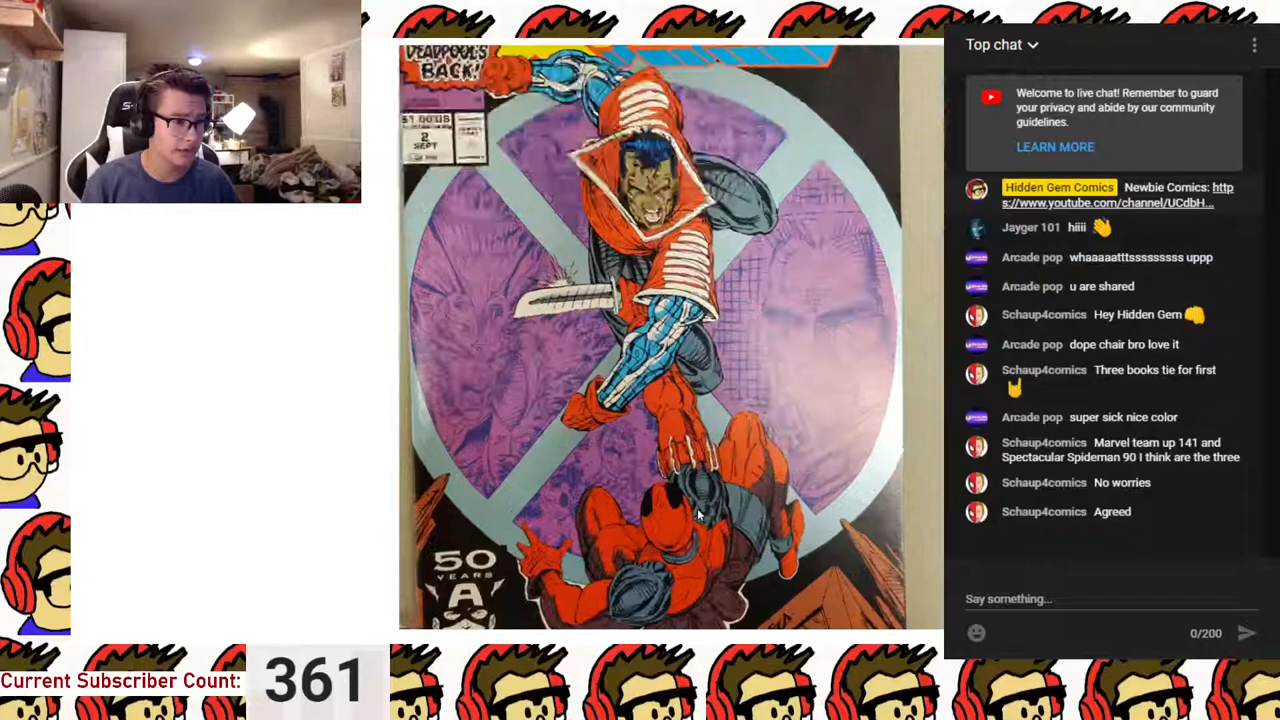 DEADPOOL'S
BACK!
$1.00 US
2
SEPT
50
YEARS
A
Current Subscriber Count:
361
Top chat
Welcome to live chat! Remember to guard
your privacy and abide by our community
guidelines.
LEARN MORE
Hidden Gem Comics Newbie Comics: http
s://www.youtube.com/channel/UCdbH...
Jayger 101 hiiii
Arcade pop whaaaaatttsssssssss uppp
Arcade pop u are shared
Schaup4comics Hey Hidden Gem
Arcade pop dope chair bro love it
Schaup4comics Three books tie for first
Arcade pop super sick nice color
Schaup4comics Marvel team up 141 and
Spectacular Spideman 90 I think are the three
Schaup4comics No worries
Schaup4comics Agreed
Say something...
0/200